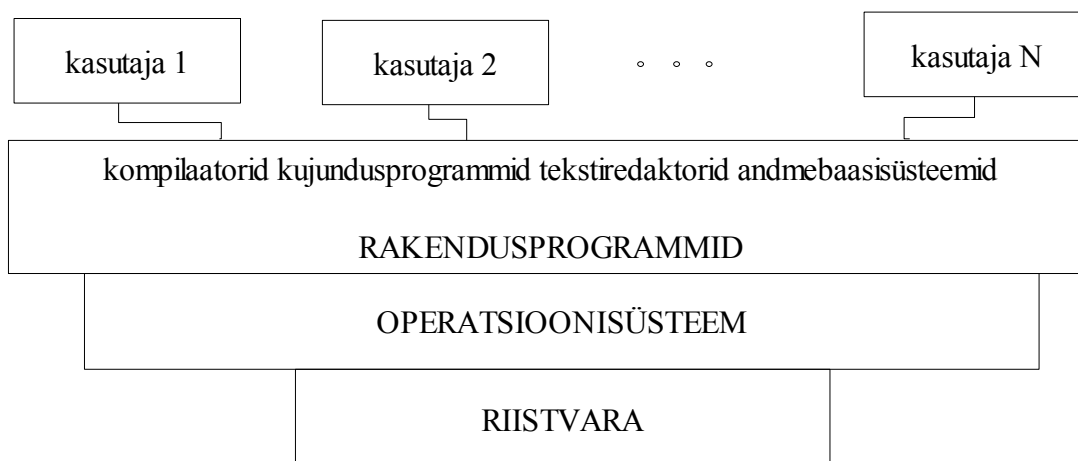 kasutaja 1
kasutaja 2
kasutaja N
kompilaatorid kujundusprogrammid tekstiredaktorid andmebaasisüsteemid
RAKENDUSPROGRAMMID
OPERATSIOONISÜSTEEM
RIISTVARA